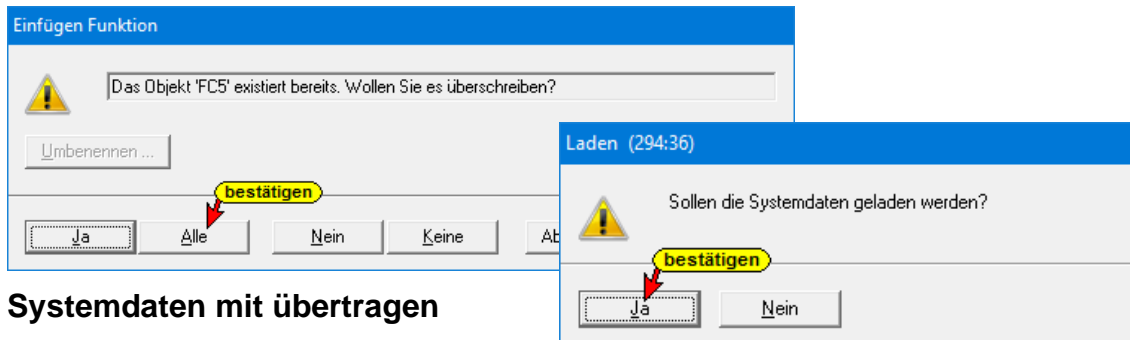 Einfügen Funktion
Das Objekt 'FC5' existiert bereits. Wollen Sie es überschreiben?
Umbenennen ...
bestätigen
Ja Alle Nein Keine
Laden (294:36)
Sollen die Systemdaten geladen werden?
bestätigen
Ja Nein
Systemdaten mit übertragen